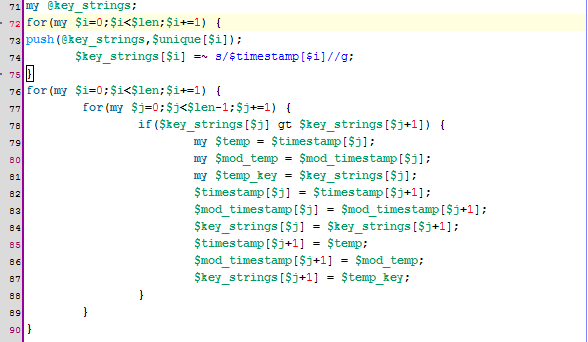 71 my @key_strings;
72 for(my $i=0;$i<$len;$i+=1) {
73 push(@key_strings,$unique[$i]);
74 $key_strings[$i] =~ s/$timestamp[$i]//g;
75 }
76 for(my $i=0;$i<$len;$i+=1) {
77 for(my $j=0;$j<$len-1;$j+=1) {
78 if($key_strings[$j] gt $key_strings[$j+1]) {
79 my $temp = $timestamp[$j];
80 my $mod_temp = $mod_timestamp[$j];
81 my $temp_key = $key_strings[$j];
82 $timestamp[$j] = $timestamp[$j+1];
83 $mod_timestamp[$j] = $mod_timestamp[$j+1];
84 $key_strings[$j] = $key_strings[$j+1];
85 $timestamp[$j+1] = $temp;
86 $mod_timestamp[$j+1] = $mod_temp;
87 $key_strings[$j+1] = $temp_key;
88 }
89 }
90 }